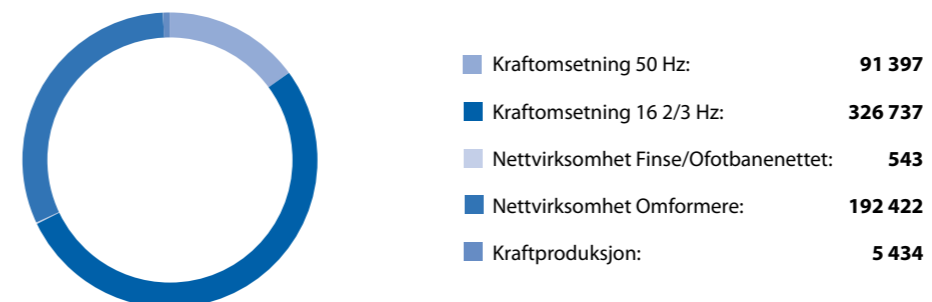 Kraftomsetning 50 Hz: 91 397
Kraftomsetning 16 2/3 Hz: 326 737
Nettvirksomhet Finse/Ofotbanenettet: 543
Nettvirksomhet Omformere: 192 422
Kraftproduksjon: 5 434